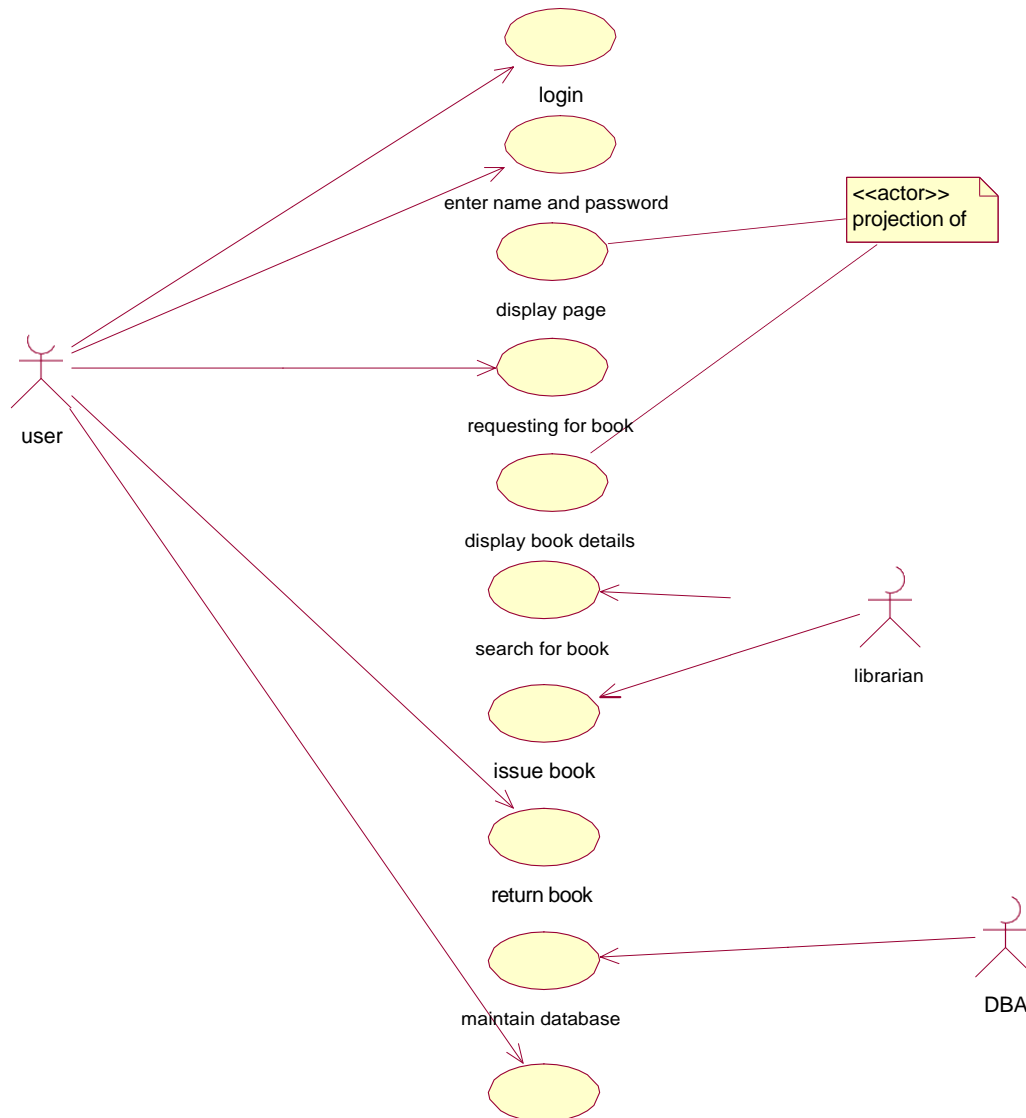 login
enter name and password
<<actor>>
projection of
display page
requesting for book
user
display book details
search for book
librarian
issue book
return book
DBA
maintain database